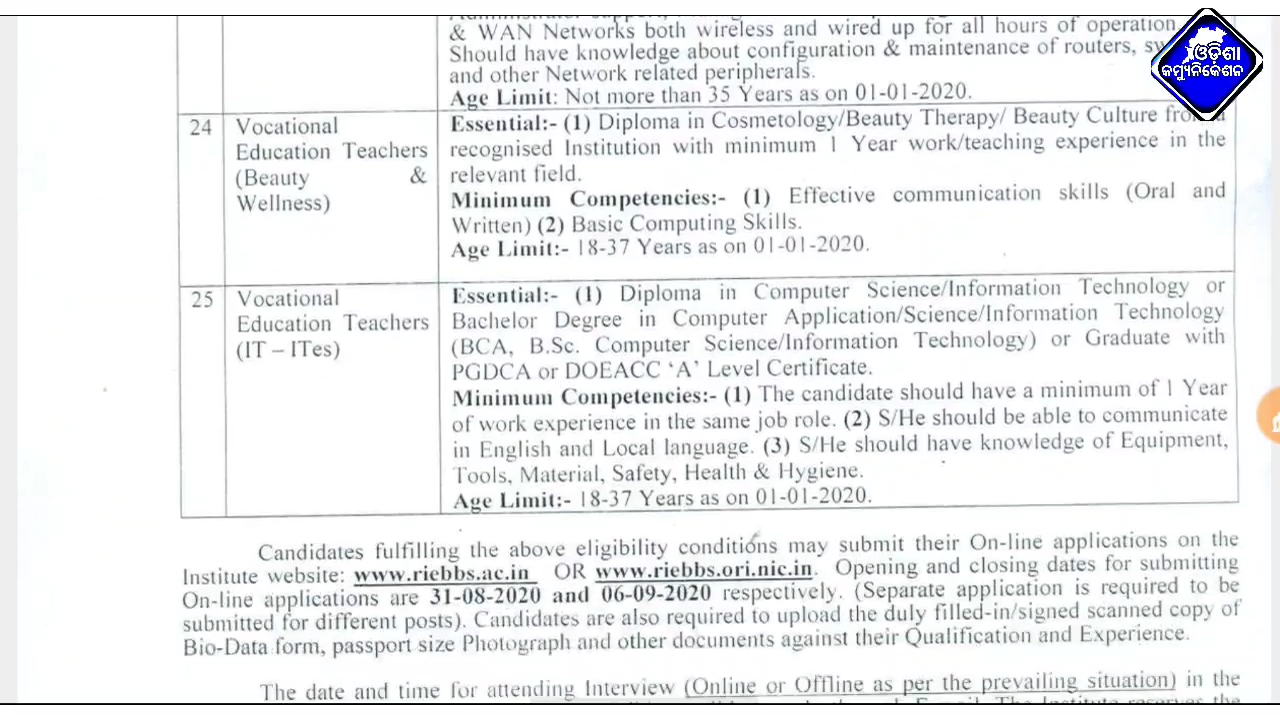 & WAN Networks both wireless and wired up for all hours of operation
Should have knowledge about configuration & maintenance of routers,
and other Network related peripherals.
Age Limit: Not more than 35 Years as on 01-01-2020.
ଓଡ଼ିଶା
କମ୍ୟୁନିକେଶନ
24 Vocational Education Teachers (Beauty & Wellness)
Essential:- (1) Diploma in Cosmetology/Beauty Therapy/ Beauty Culture from a
recognised Institution with minimum 1 Year work/teaching experience in the
relevant field.
Minimum Competencies:- (1) Effective communication skills (Oral and
Written) (2) Basic Computing Skills.
Age Limit:- 18-37 Years as on 01-01-2020.
25 Vocational Education Teachers (IT – ITes)
Essential:- (1) Diploma in Computer Science/Information Technology or
Bachelor Degree in Computer Application/Science/Information Technology
(BCA, B.Sc. Computer Science/Information Technology) or Graduate with
PGDCA or DOEACC ‘A’ Level Certificate.
Minimum Competencies:- (1) The candidate should have a minimum of 1 Year
of work experience in the same job role. (2) S/He should be able to communicate
in English and Local language. (3) S/He should have knowledge of Equipment,
Tools, Material, Safety, Health & Hygiene.
Age Limit:- 18-37 Years as on 01-01-2020.
Candidates fulfilling the above eligibility conditions may submit their On-line applications on the
Institute website: www.riebbs.ac.in OR www.riebbs.ori.nic.in. Opening and closing dates for submitting
On-line applications are 31-08-2020 and 06-09-2020 respectively. (Separate application is required to be
submitted for different posts). Candidates are also required to upload the duly filled-in/signed scanned copy of
Bio-Data form, passport size Photograph and other documents against their Qualification and Experience.
The date and time for attending Interview (Online or Offline as per the prevailing situation) in the